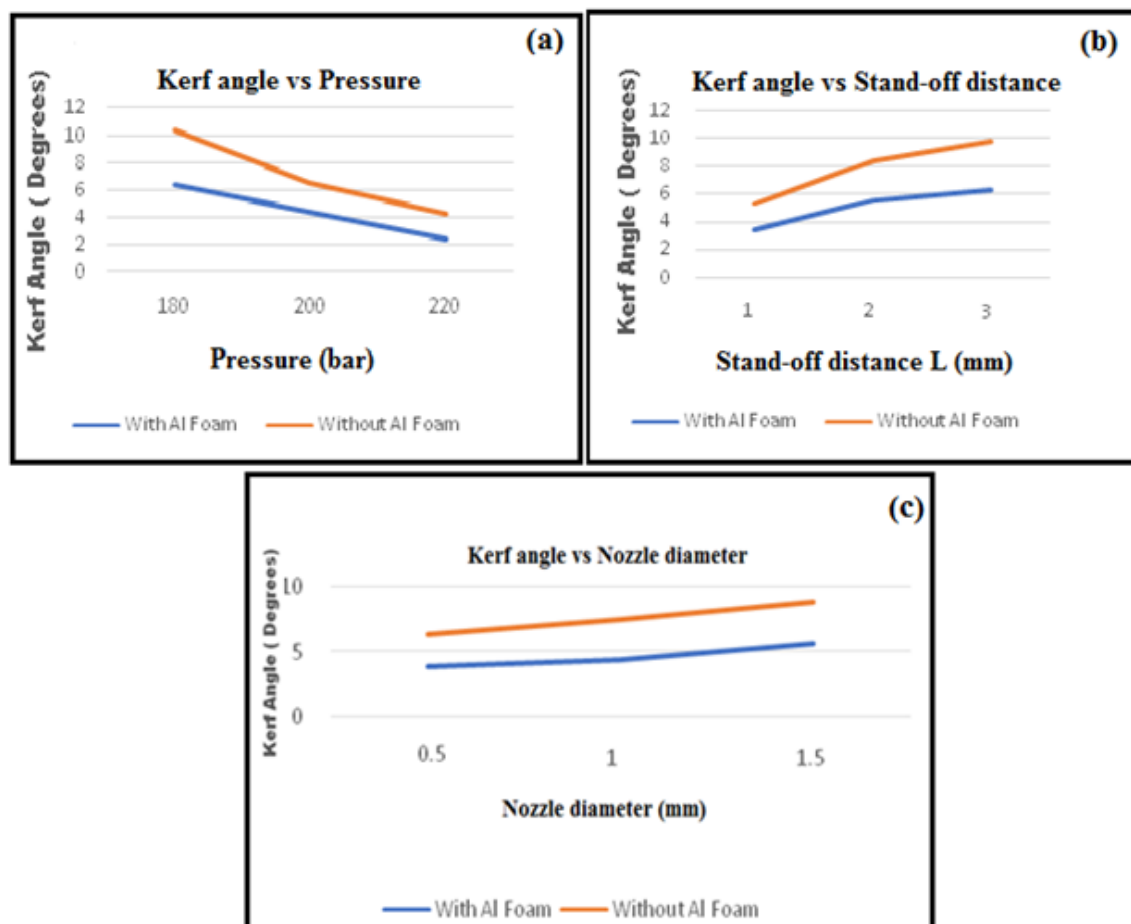 (a)
Kerf angle vs Pressure
Kerf Angle ( Degrees)
12
10
8
6
4
2
0
180 200 220
Pressure (bar)
With Al Foam Without Al Foam
(b)
Kerf angle vs Stand-off distance
Kerf Angle ( Degrees)
12
10
8
6
4
2
0
1 2 3
Stand-off distance L (mm)
With Al Foam Without Al Foam
(c)
Kerf angle vs Nozzle diameter
Kerf Angle ( Degrees)
10
5
0
0.5 1 1.5
Nozzle diameter (mm)
With Al Foam Without Al Foam